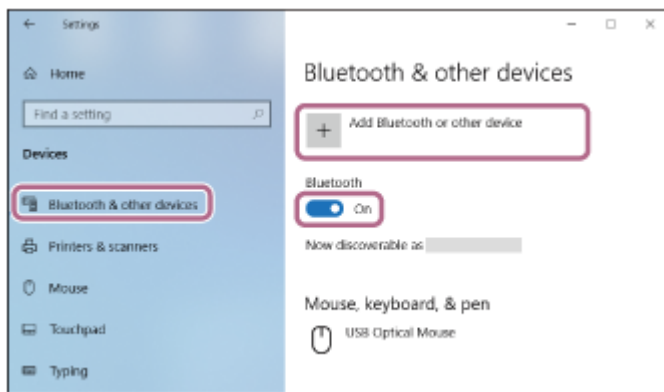 Settings
Home
Find a setting
Devices
Bluetooth & other devices
Printers & scanners
Mouse
Touchpad
Typing
Bluetooth & other devices
Add Bluetooth or other device
Bluetooth
On
Now discoverable as
Mouse, keyboard, & pen
USB Optical Mouse